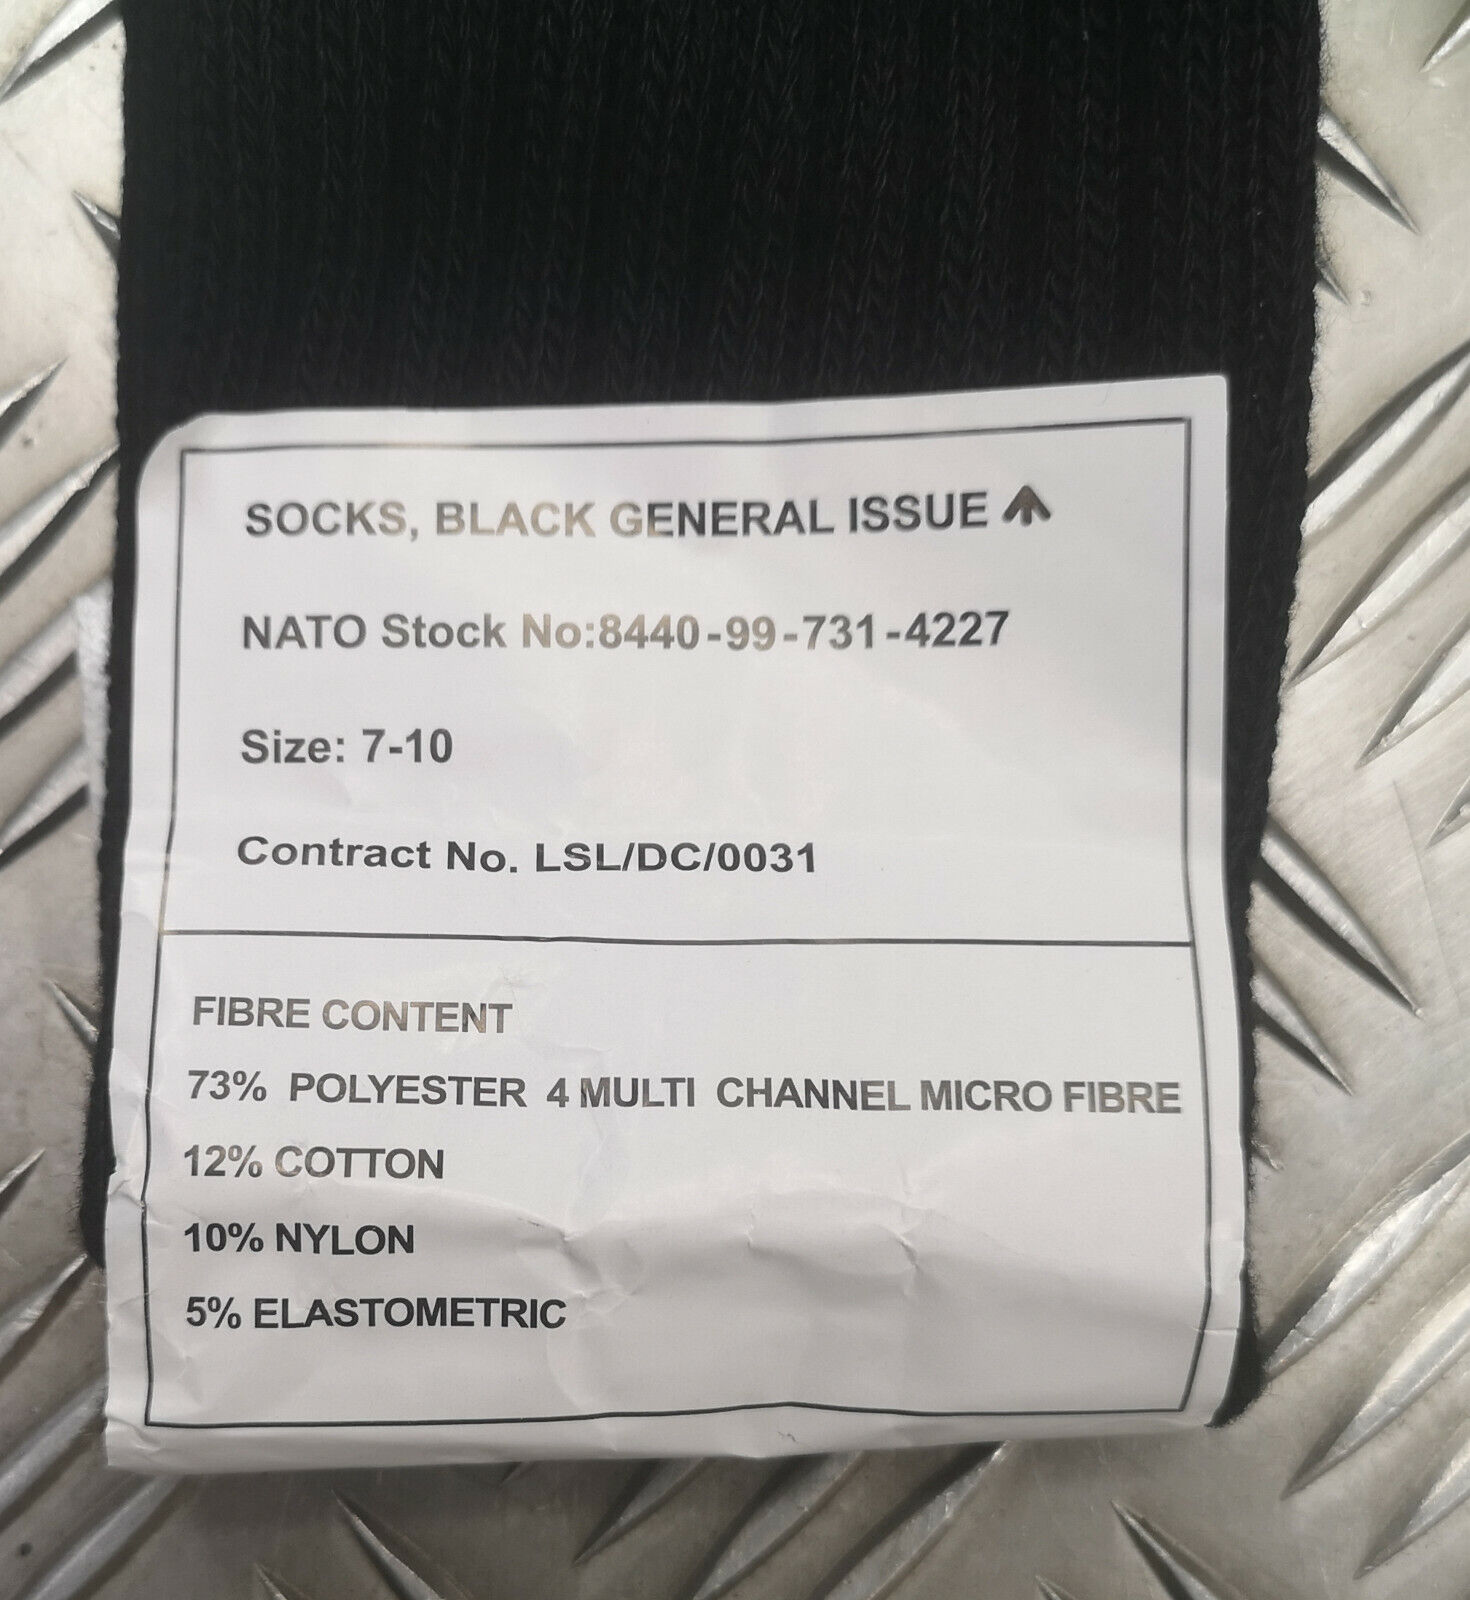 SOCKS, BLACK GENERAL ISSUE
NATO Stock No:8440-99-731-4227
Size: 7-10
Contract No. LSL/DC/0031
FIBRE CONTENT
73% POLYESTER 4 MULTI CHANNEL MICRO FIBRE
12% COTTON
10% NYLON
5% ELASTOMETRIC